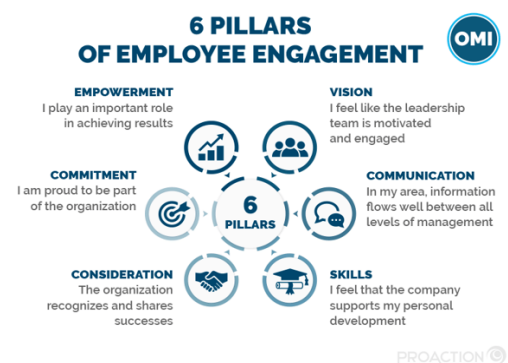 6 PILLARS
OF EMPLOYEE ENGAGEMENT
OMI
EMPOWERMENT
I play an important role
in achieving results
VISION
I feel like the leadership
team is motivated
and engaged
COMMITMENT
I am proud to be part
of the organization
6
PILLARS
COMMUNICATION
In my area, information
flows well between all
levels of management
CONSIDERATION
The organization
recognizes and shares
successes
SKILLS
I feel that the company
supports my personal
development
PROACTION